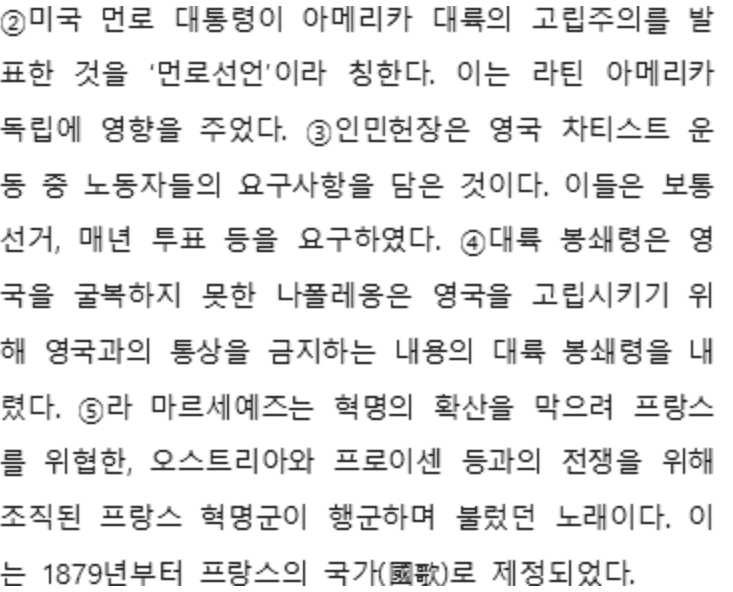 ②미국 먼로 대통령이 아메리카 대륙의 고립주의를 발
표한 것을 ‘먼로선언’이라 칭한다. 이는 라틴 아메리카
독립에 영향을 주었다. ③인민헌장은 영국 차티스트 운
동 중 노동자들의 요구사항을 담은 것이다. 이들은 보통
선거, 매년 투표 등을 요구하였다. ④대륙 봉쇄령은 영
국을 굴복하지 못한 나폴레옹은 영국을 고립시키기 위
해 영국과의 통상을 금지하는 내용의 대륙 봉쇄령을 내
렸다. ⑤라 마르세예즈는 혁명의 확산을 막으려 프랑스
를 위협한, 오스트리아와 프로이센 등과의 전쟁을 위해
조직된 프랑스 혁명군이 행군하며 불렀던 노래이다. 이
는 1879년부터 프랑스의 국가(國歌)로 제정되었다.